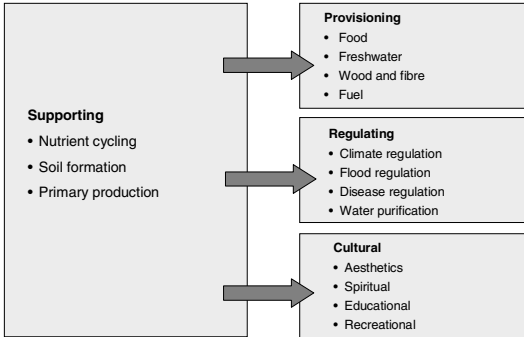 Supporting
• Nutrient cycling
• Soil formation
• Primary production
Provisioning
• Food
• Freshwater
• Wood and fibre
• Fuel
Regulating
• Climate regulation
• Flood regulation
• Disease regulation
• Water purification
Cultural
• Aesthetics
• Spiritual
• Educational
• Recreational